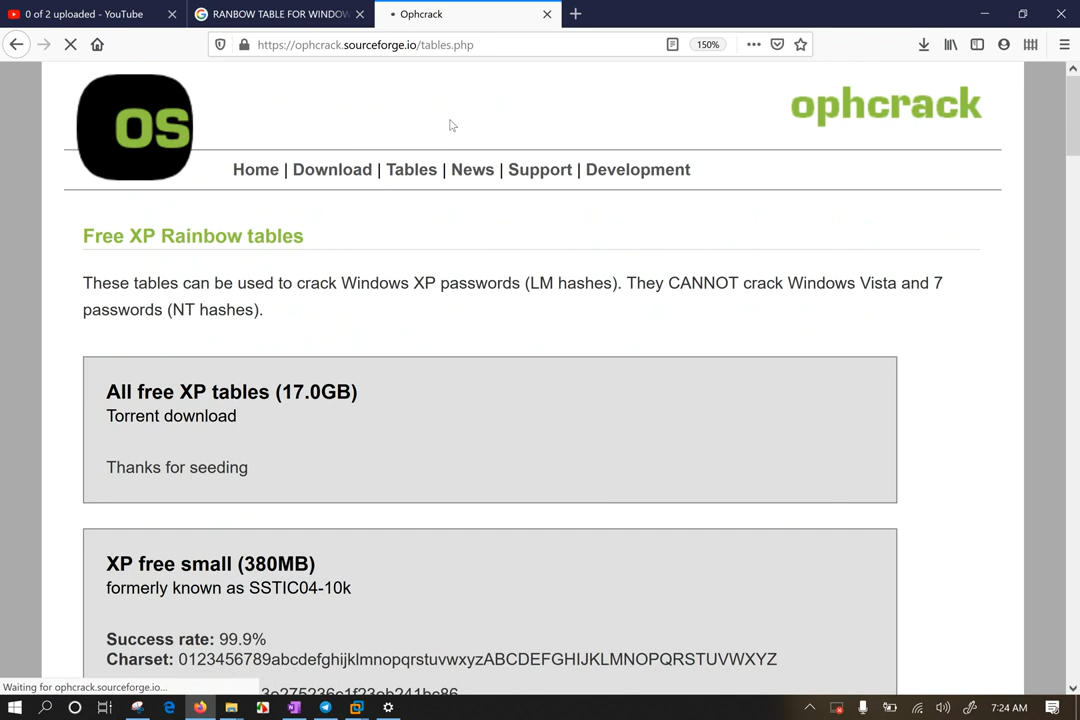 0 of 2 uploaded - YouTube
RANBOW TABLE FOR WINDOW
Ophcrack
https://ophcrack.sourceforge.io/tables.php
150%
OS
ophcrack
Home | Download | Tables | News | Support | Development
Free XP Rainbow tables
These tables can be used to crack Windows XP passwords (LM hashes). They CANNOT crack Windows Vista and 7
passwords (NT hashes).
All free XP tables (17.0GB)
Torrent download
Thanks for seeding
XP free small (380MB)
formerly known as SSTIC04-10k
Success rate: 99.9%
Charset: 0123456789abcdefghijklmnopqrstuvwxyzABCDEFGHIJKLMNOPQRSTUVWXYZ
Waiting for ophcrack.sourceforge.io...
7:24 AM